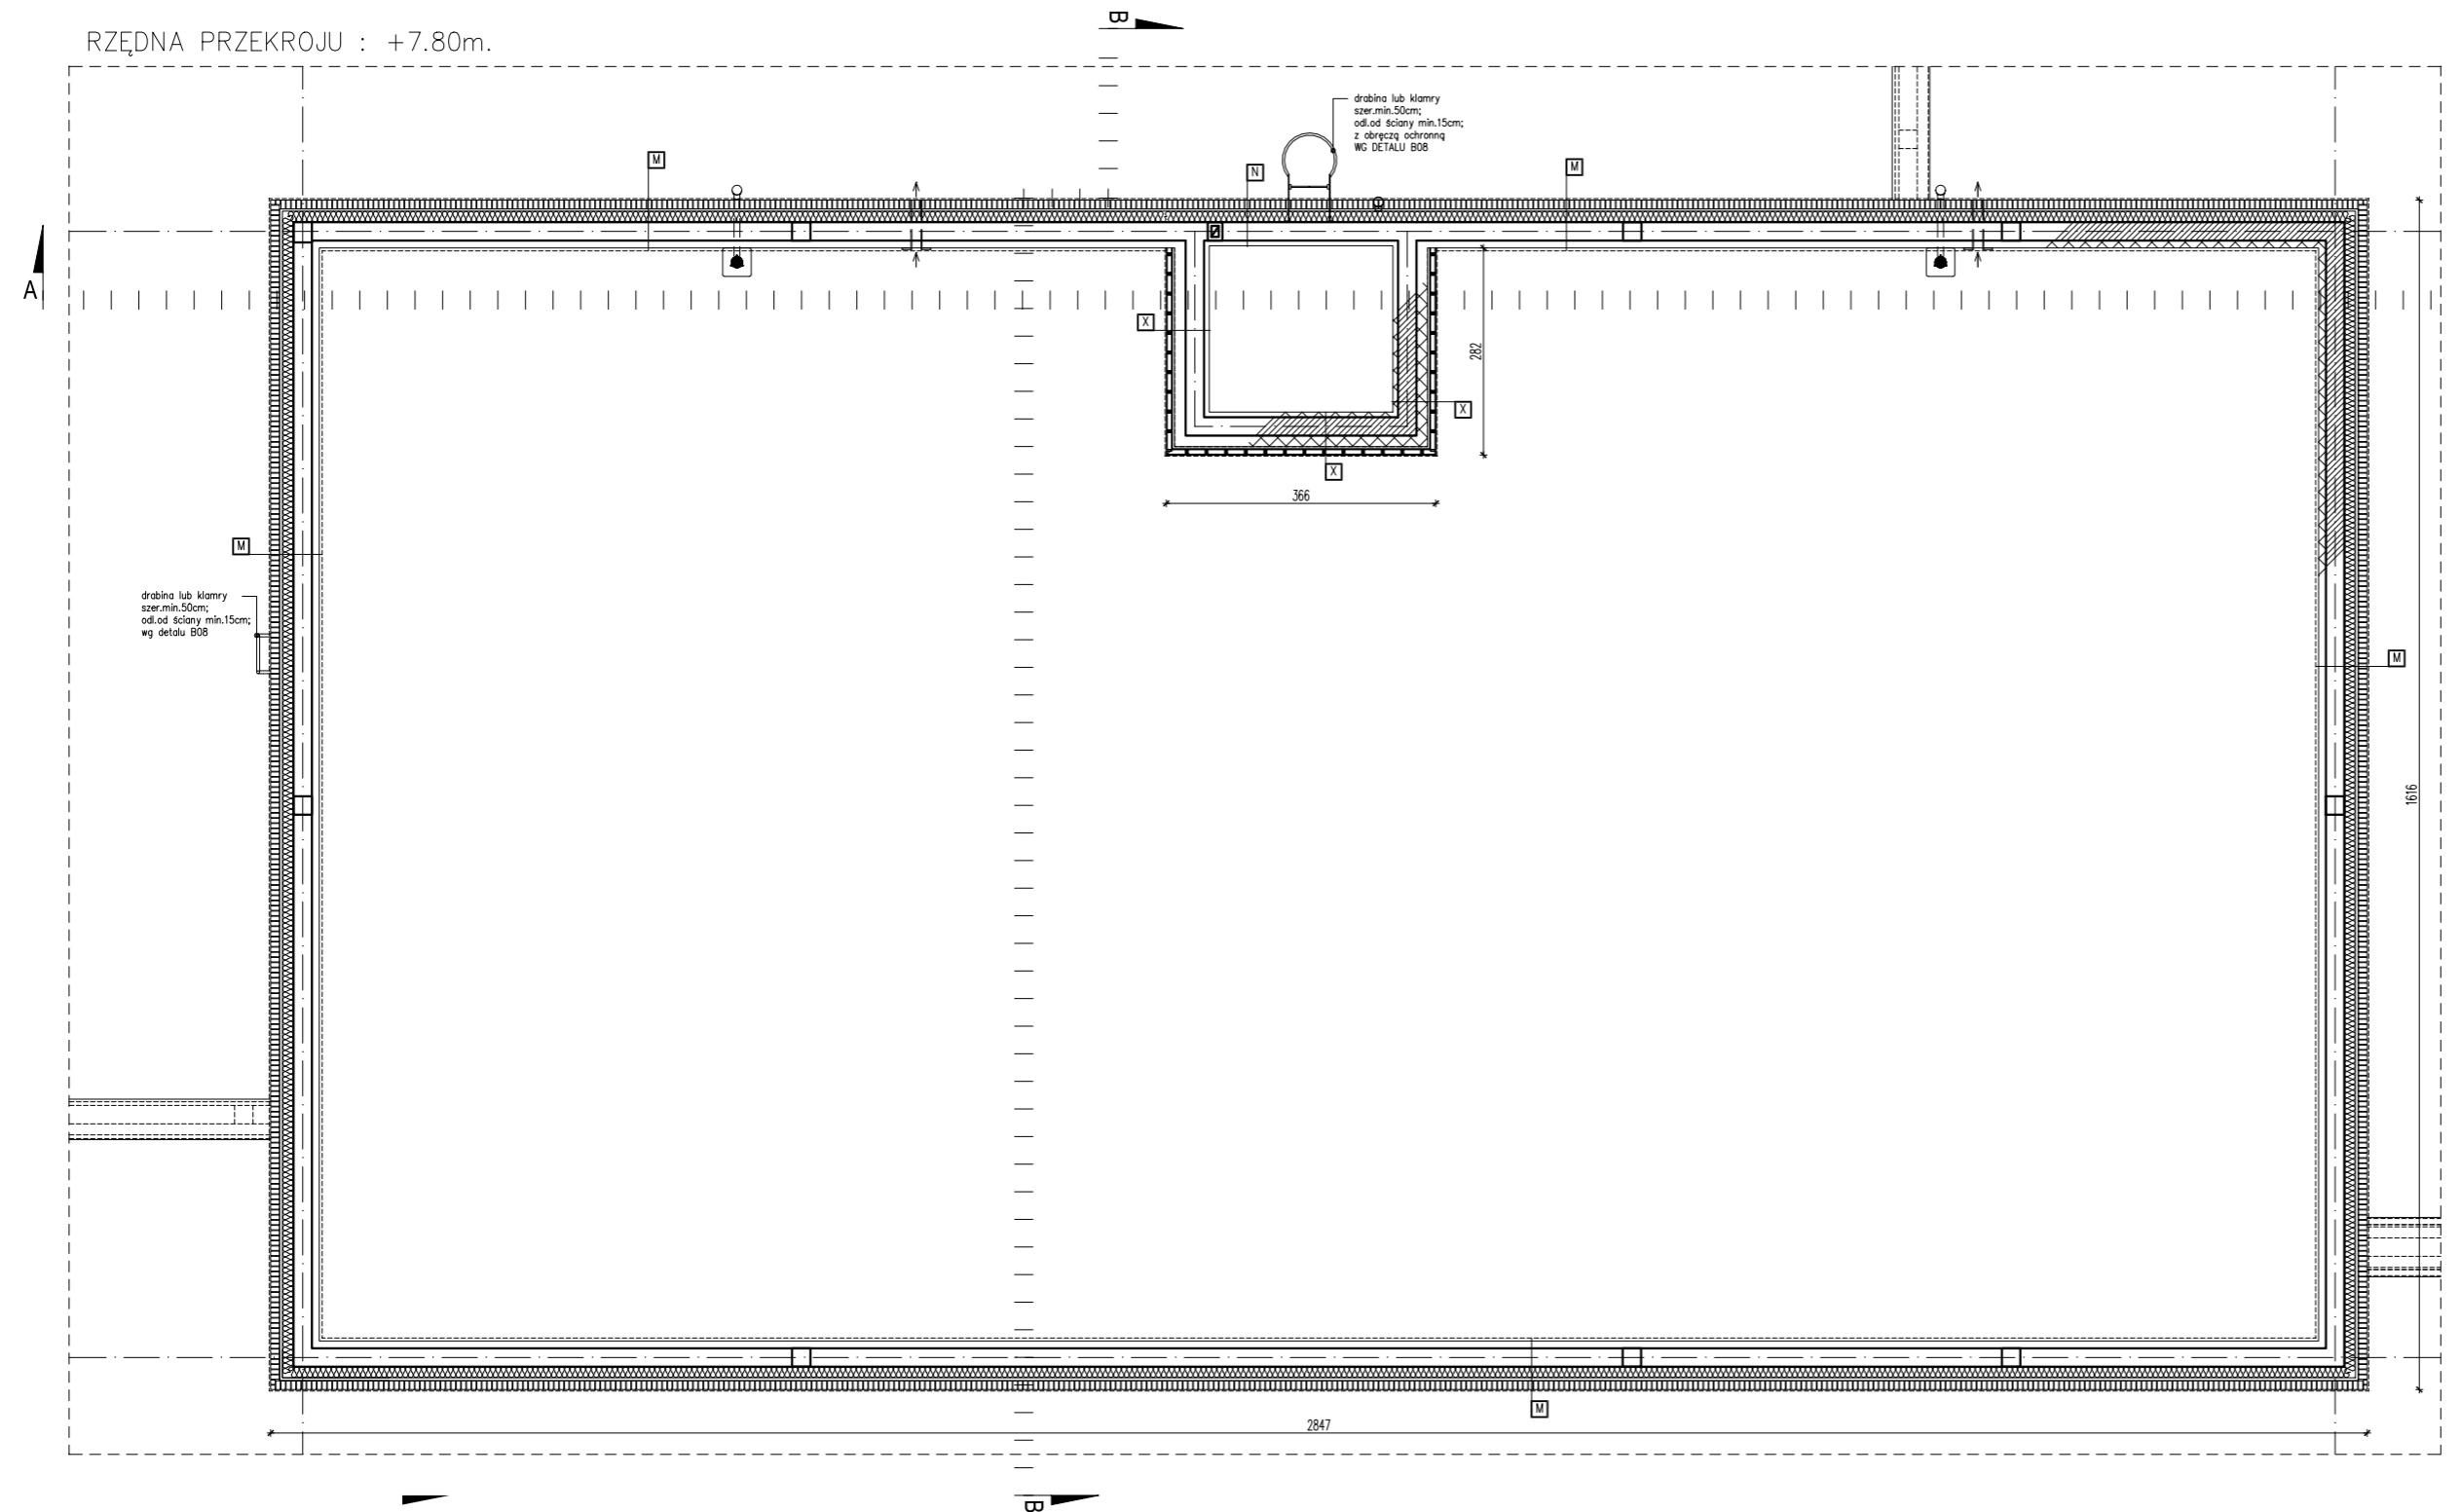 B
RZĘDNA PRZEKROJU : +7.80m.
drabina lub klamry
szer.min.50cm;
odl.od ściany min.15cm;
z obręczą ochronną
WG DETALU B08
M
N
M
A
X
282
X
X
366
M
drabina lub klamry
szer.min.50cm;
odl.od ściany min.15cm;
wg detalu B08
M
1616
M
2847
B